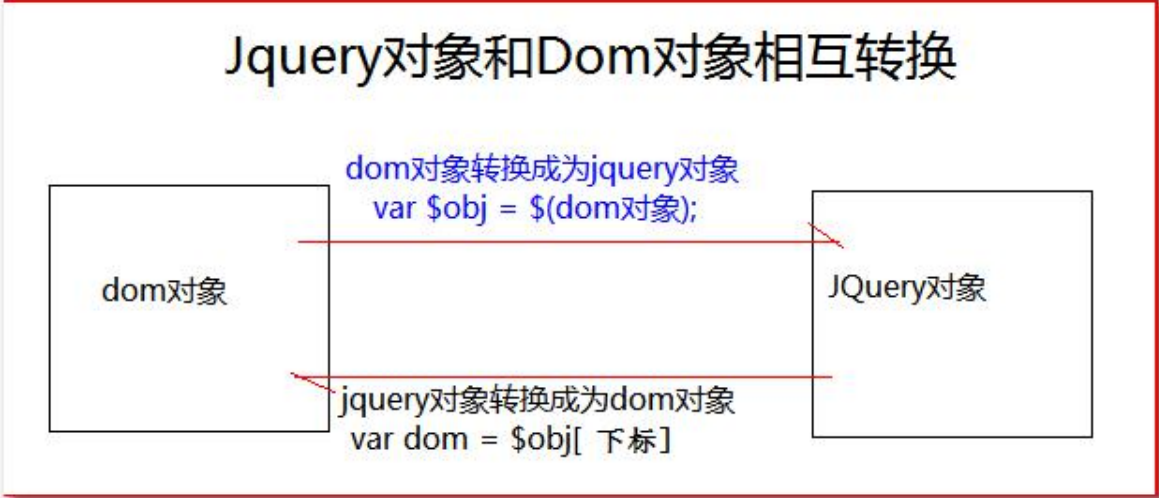 Jquery对象和Dom对象相互转换
dom对象转换成为jquery对象
var $obj = $(dom对象);
dom对象
JQuery对象
jquery对象转换成为dom对象
var dom = $obj[ 下标]